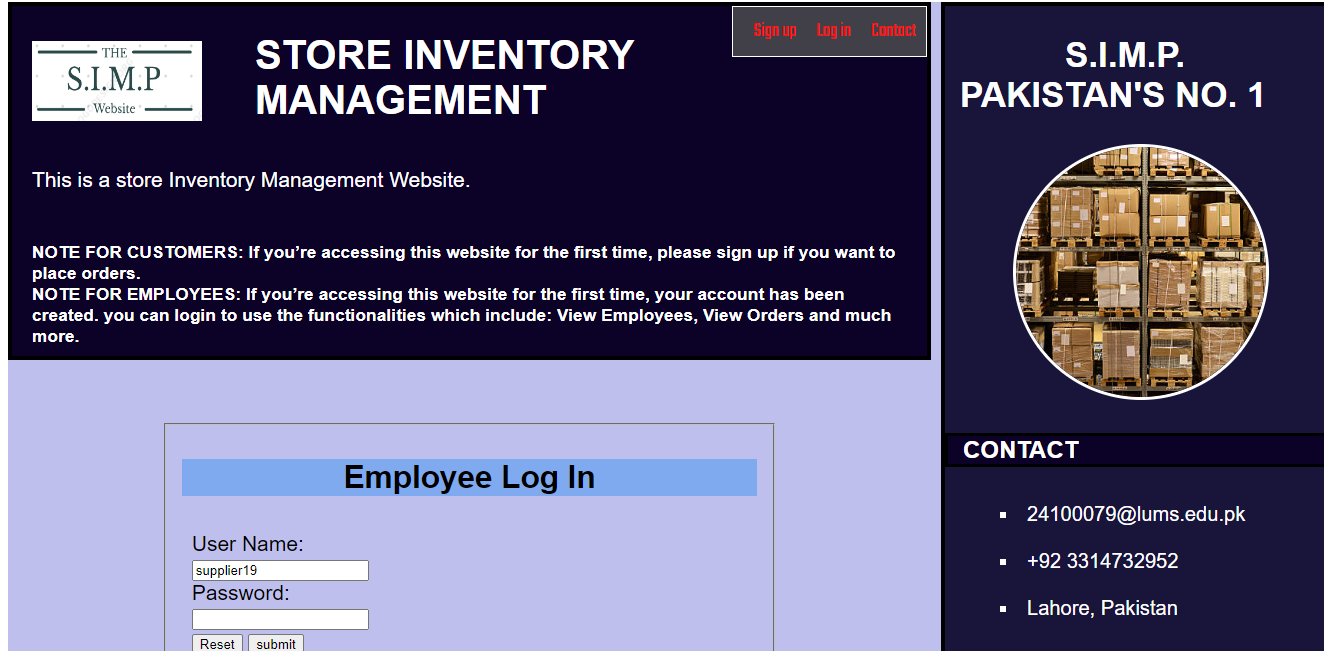 THE
S.I.M.P
Website
STORE INVENTORY
MANAGEMENT
Sign up Log in Contact
This is a store Inventory Management Website.
NOTE FOR CUSTOMERS: If you’re accessing this website for the first time, please sign up if you want to
place orders.
NOTE FOR EMPLOYEES: If you’re accessing this website for the first time, your account has been
created. you can login to use the functionalities which include: View Employees, View Orders and much
more.
Employee Log In
User Name:
supplier19
Password:
Reset submit
S.I.M.P.
PAKISTAN'S NO. 1
CONTACT
24100079@lums.edu.pk
+92 3314732952
Lahore, Pakistan